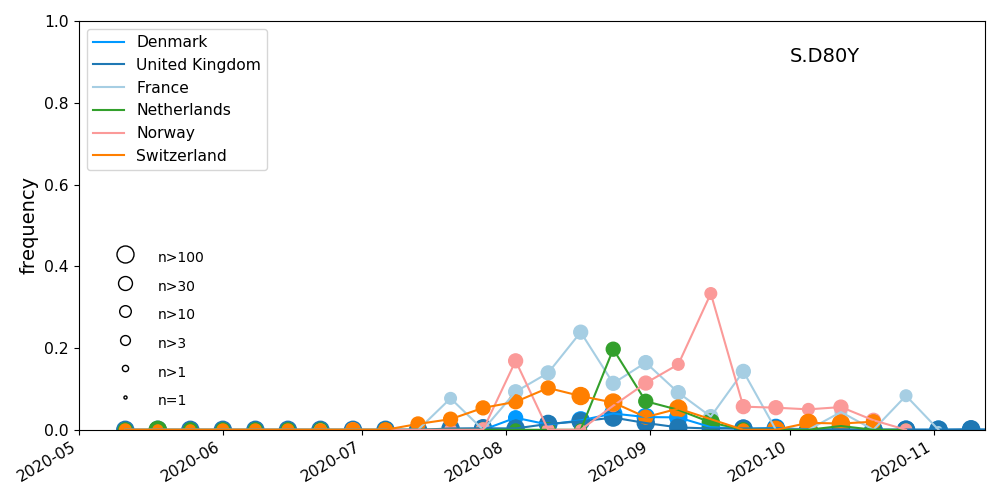 1.0
0.8
0.6
0.4
0.2
0.0
frequency
Denmark
United Kingdom
France
Netherlands
Norway
Switzerland
S.D80Y
n>100
n>30
n>10
n>3
n>1
n=1
2020-05
2020-06
2020-07
2020-08
2020-09
2020-10
2020-11